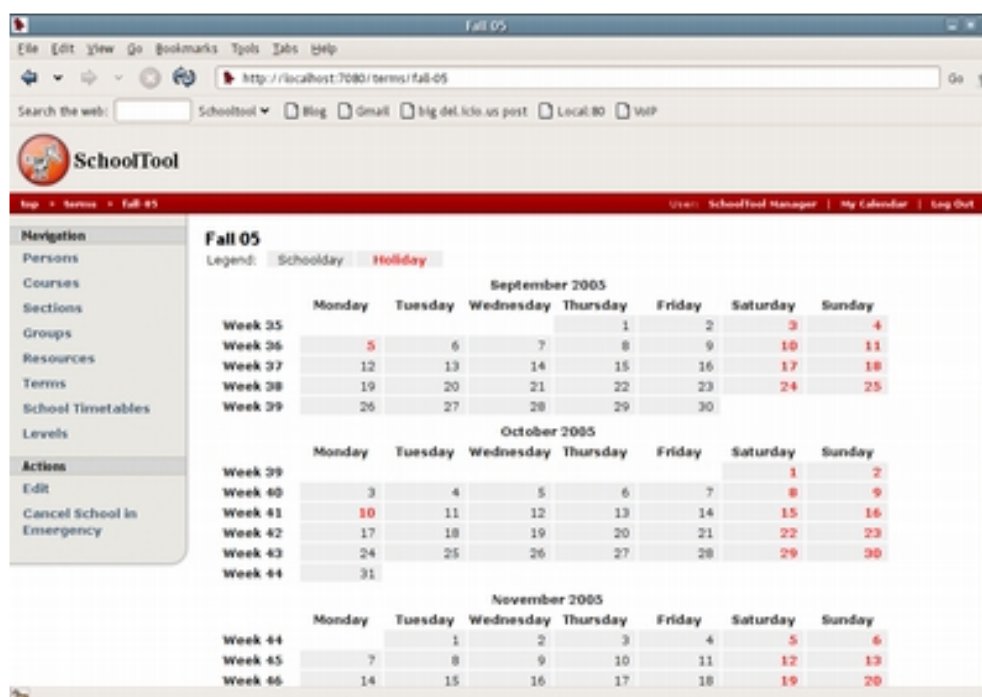 Fall 05
File Edit View Go Bookmarks Tools Tabs Help
http://localhost:7080/terms/fall-05 Go
Search the web: Schooltool Blog Gmail big del.icio.us post Local:80 VoIP
SchoolTool
top » terms » fall-05 User: SchoolTool Manager | My Calendar | Log Out
Navigation
Persons
Courses
Sections
Groups
Resources
Terms
School Timetables
Levels
Actions
Edit
Cancel School in
Emergency
Fall 05
Legend: Schoolday Holiday
September 2005
Monday Tuesday Wednesday Thursday Friday Saturday Sunday
Week 35 1 2 3 4
Week 36 5 6 7 8 9 10 11
Week 37 12 13 14 15 16 17 18
Week 38 19 20 21 22 23 24 25
Week 39 26 27 28 29 30
October 2005
Monday Tuesday Wednesday Thursday Friday Saturday Sunday
Week 39 1 2
Week 40 3 4 5 6 7 8 9
Week 41 10 11 12 13 14 15 16
Week 42 17 18 19 20 21 22 23
Week 43 24 25 26 27 28 29 30
Week 44 31
November 2005
Monday Tuesday Wednesday Thursday Friday Saturday Sunday
Week 44 1 2 3 4 5 6
Week 45 7 8 9 10 11 12 13
Week 46 14 15 16 17 18 19 20